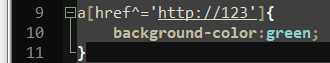 9 a[href^='http://123']{
10 background-color:green;
11 }